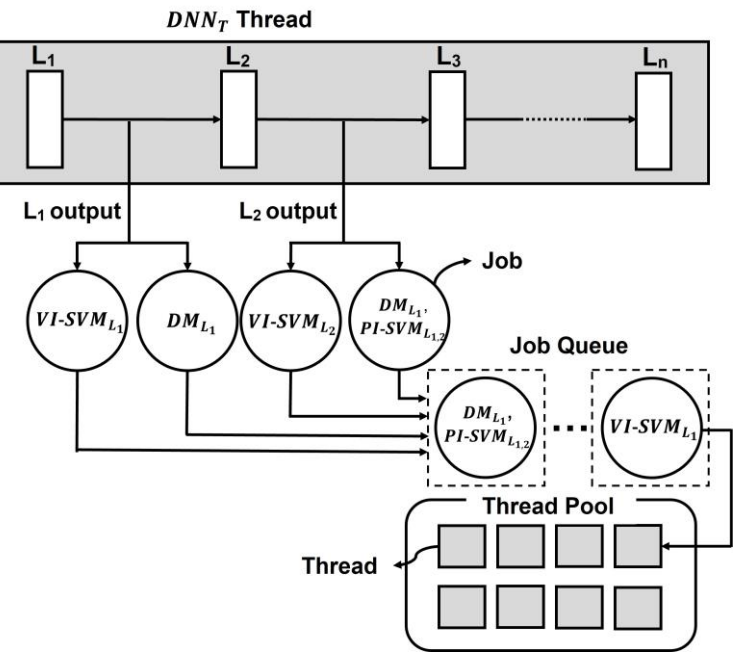 DNN_T Thread
L₁ L₂ L₃ Lₙ
L₁ output L₂ output
Job
VI-SVM_L₁ DM_L₁ VI-SVM_L₂ DM_L₁,
PI-SVM_L₁,₂
Job Queue
DM_L₁,
PI-SVM_L₁,₂ ... VI-SVM_L₁
Thread Pool
Thread